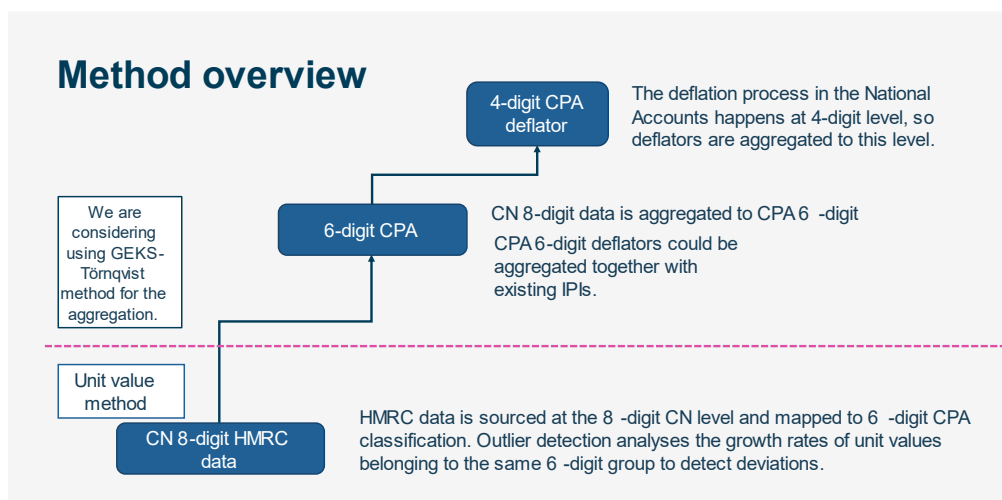 Method overview
4-digit CPA
deflator
The deflation process in the National
Accounts happens at 4-digit level, so
deflators are aggregated to this level.
We are
considering
using GEKS-
Törnqvist
method for the
aggregation.
6-digit CPA
CN 8-digit data is aggregated to CPA 6 -digit
CPA 6-digit deflators could be
aggregated together with
existing IPIs.
Unit value
method
CN 8-digit HMRC
data
HMRC data is sourced at the 8 -digit CN level and mapped to 6 -digit CPA
classification. Outlier detection analyses the growth rates of unit values
belonging to the same 6 -digit group to detect deviations.